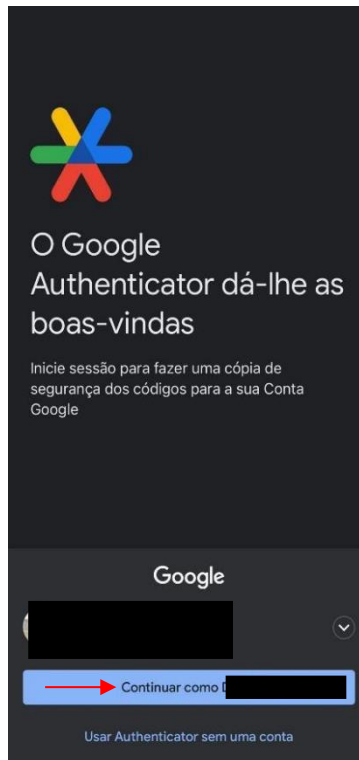 O Google
Authenticator dá-lhe as
boas-vindas
Inicie sessão para fazer uma cópia de
segurança dos códigos para a sua Conta
Google
Google
Continuar como
Usar Authenticator sem uma conta